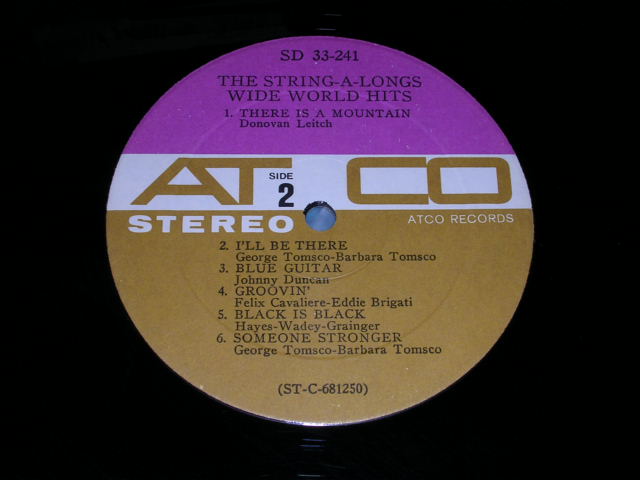 SD 33-241
THE STRING-A-LONGS
WIDE WORLD HITS
1. THERE IS A MOUNTAIN
Donovan Leitch
ATCO
SIDE
2
STEREO
ATCO RECORDS
2. I'LL BE THERE
George Tomsco-Barbara Tomsco
3. BLUE GUITAR
Johnny Duncan
4. GROOVIN'
Felix Cavaliere-Eddie Brigati
5. BLACK IS BLACK
Hayes-Wadey-Grainger
6. SOMEONE STRONGER
George Tomsco-Barbara Tomsco
(ST-C-681250)